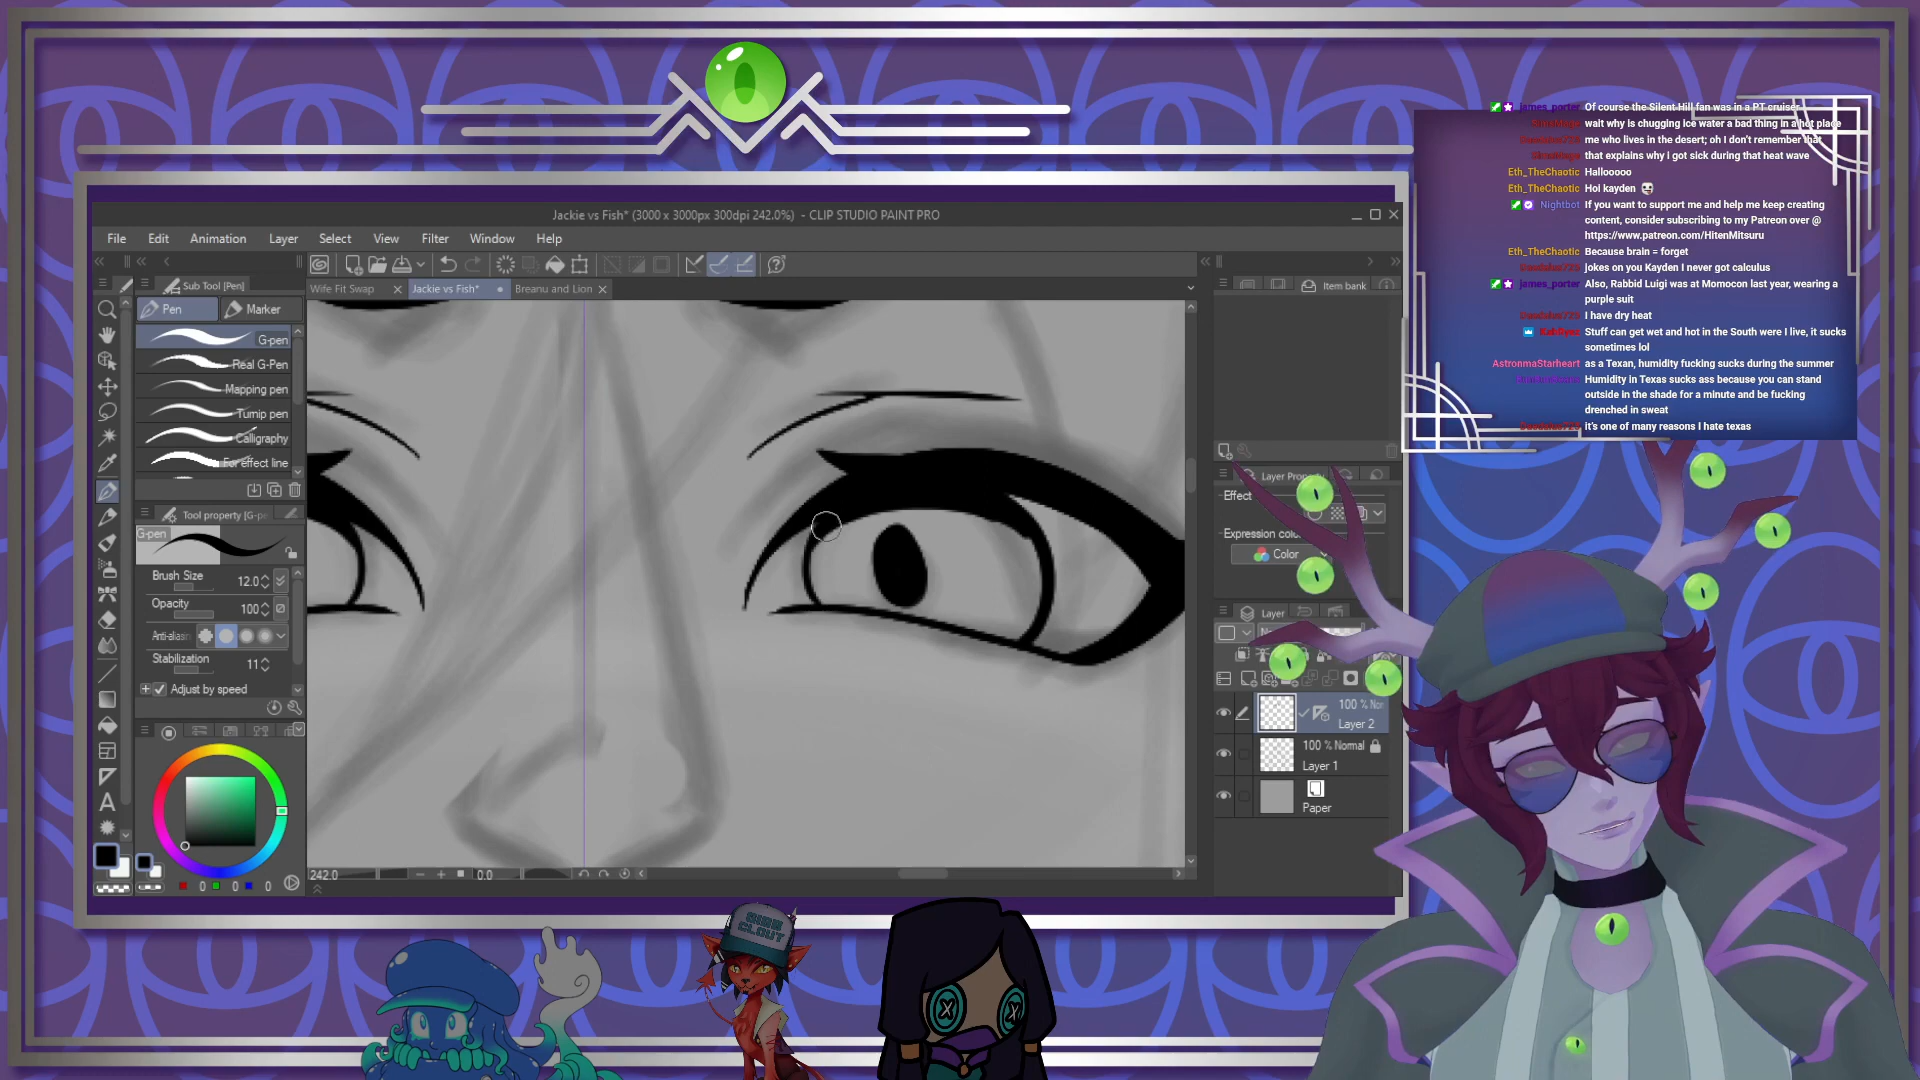 Jackie vs Fish* (3000 x 3000px 300dpi 242.0%) - CLIP STUDIO PAINT PRO
File Edit Animation Layer Select View Filter Window Help
Sub Tool [Pen]
Wife Fit Swap
Jackie vs Fish*
Breanu and Lion
Item bank
Pen
Marker
G-pen
Real G-Pen
Mapping pen
Turnip pen
Calligraphy
For effect line
Tool property [G-pe
G-pen
Brush Size 12.0
Opacity 100
Anti-aliasin
Stabilization 11
Adjust by speed
0 0 0
242.0
0.0
Layer Property
Effect
Expression colo
Color
Layer
100 % Nor
Layer 2
100 % Normal
Layer 1
Paper
james_porter Of course the Silent Hill fan was in a PT cruiser
wait why is chugging ice water a bad thing in a hot place
me who lives in the desert; oh I don't remember that
that explains why I got sick during that heat wave
Eth_TheChaotic Hallooooo
Eth_TheChaotic Hoi kayden
Nightbot If you want to support me and help me keep creating
content, consider subscribing to my Patreon over @
https://www.patreon.com/HitenMitsuru
Eth_TheChaotic Because brain = forget
jokes on you Kayden I never got calculus
james_porter Also, Rabbid Luigi was at Momocon last year, wearing a
purple suit
I have dry heat
Stuff can get wet and hot in the South were I live, it sucks
sometimes lol
AstronmaStarheart as a Texan, humidity fucking sucks during the summer
Humidity in Texas sucks ass because you can stand
outside in the shade for a minute and be fucking
drenched in sweat
it's one of many reasons I hate texas
CLOUT